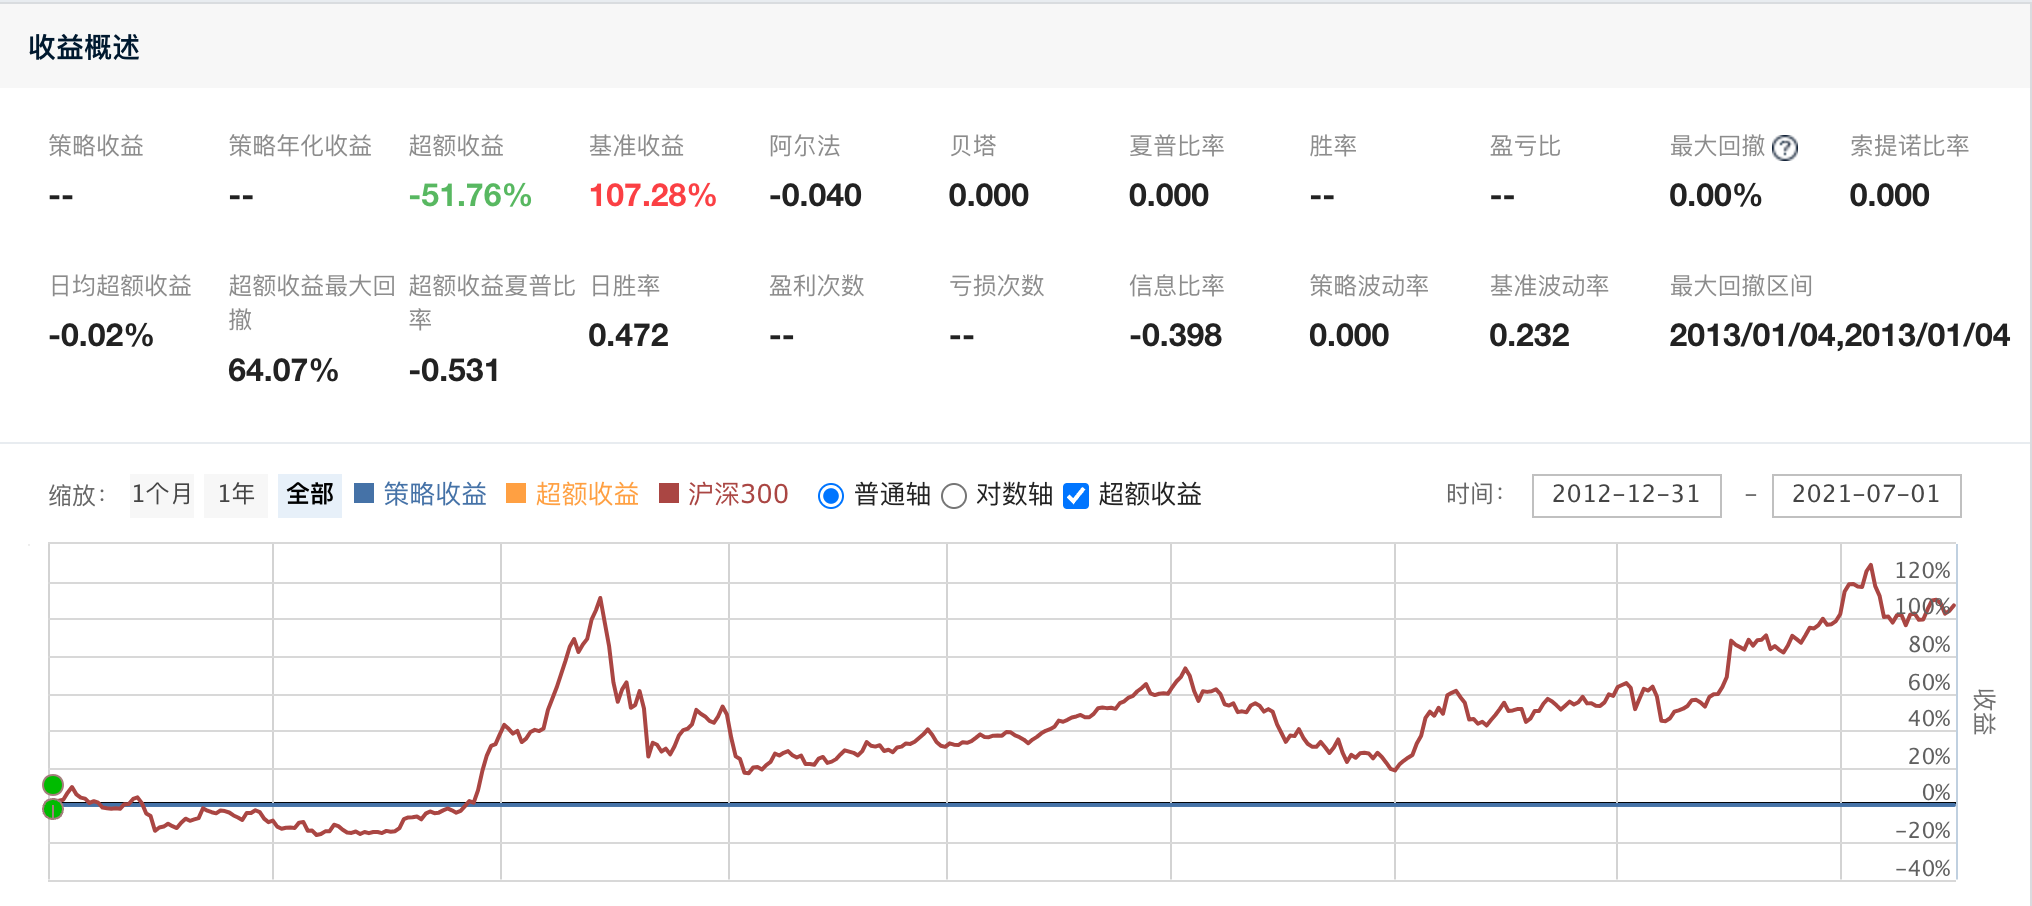 收益概述
策略收益 策略年化收益 超额收益 基准收益 阿尔法 贝塔 夏普比率 胜率 盈亏比 最大回撤 ? 索提诺比率
-- -- -51.76% 107.28% -0.040 0.000 0.000 -- -- 0.00% 0.000
日均超额收益 超额收益最大回撤 超额收益夏普比率 日胜率 盈利次数 亏损次数 信息比率 策略波动率 基准波动率 最大回撤区间
-0.02% 64.07% -0.531 0.472 -- -- -0.398 0.000 0.232 2013/01/04,2013/01/04
缩放: 1个月 1年 全部 策略收益 超额收益 沪深300 普通轴 对数轴 超额收益 时间: 2012-12-31 - 2021-07-01
120%
100%
80%
60%
40%
20%
0%
-20%
-40%
收益